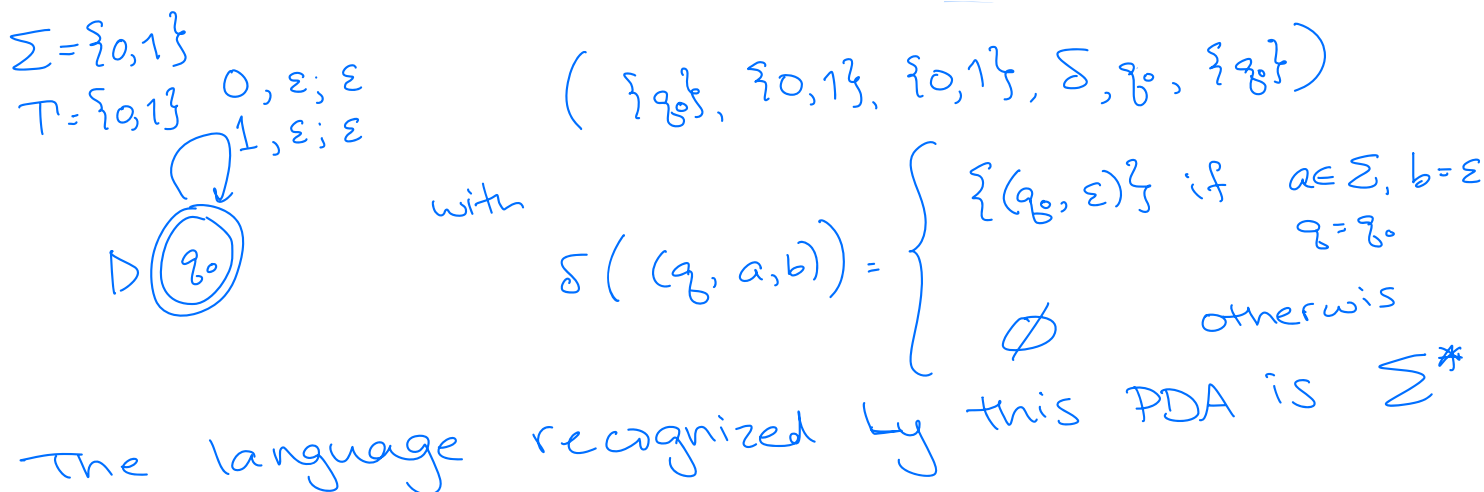 Σ={0,1}
Γ={0,1}
0, ε; ε
1, ε; ε
q₀
({q₀}, {0,1}, {0,1}, δ, q₀, {q₀})
with
δ((q, a, b)) = { {(q₀, ε)} if a∈Σ, b=ε
q=q₀
∅ otherwis
The language recognized by this PDA is Σ*